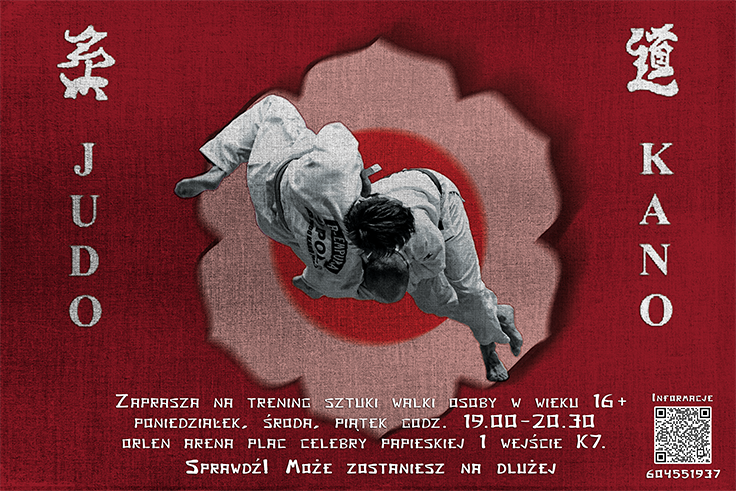 柔
道
JUDO
KANO
ZAPRASZA NA TRENING SZTUKI WALKI OSOBY W WIEKU 16+
PONIEDZIAŁEK, ŚRODA, PIĄTEK GODZ. 19.00-20.30
ORLEN ARENA PLAC CELEBRY PAPIESKIEJ 1 WEJŚCIE K7.
SPRAWDŹ! MOŻE ZOSTANIESZ NA DŁUŻEJ
INFORMACJE
604551937